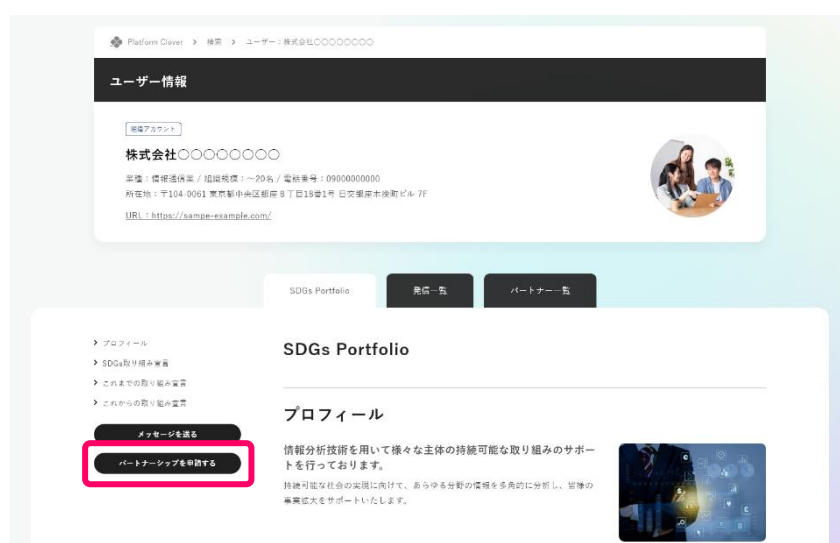 Platform Clover > 検索 > ユーザー：株式会社〇〇〇〇〇〇〇〇
ユーザー情報
組織アカウント
株式会社〇〇〇〇〇〇〇〇
業種：情報通信業 / 組織規模：～20名 / 電話番号：09000000000
所在地：〒104-0061 東京都中央区銀座８丁目18番1号 日交銀座木挽町ビル 7F
URL：https://sampe-example.com/
SDGs Portfolio
発信一覧
パートナー一覧
プロフィール
SDGs取り組み宣言
これまでの取り組み宣言
これからの取り組み宣言
メッセージを送る
パートナーシップを申請する
SDGs Portfolio
プロフィール
情報分析技術を用いて様々な主体の持続可能な取り組みのサポー
トを行っております。
持続可能な社会の実現に向けて、あらゆる分野の情報を多角的に分析し、皆様の
事業拡大をサポートいたします。